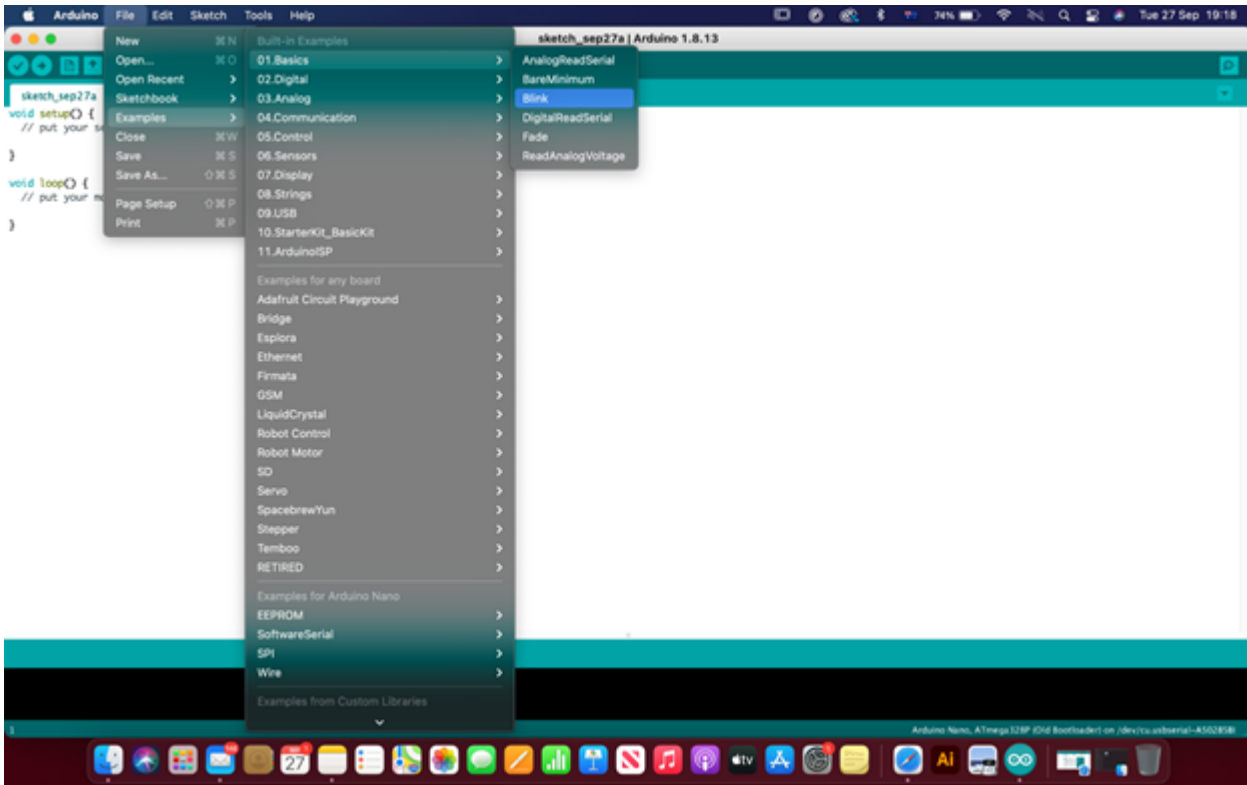 Arduino File Edit Sketch Tools Help 74% Tue 27 Sep 19:18
sketch_sep27a | Arduino 1.8.13
sketch_sep27a
void setup() {
// put your s
}
void loop() {
// put your m
}
New ⌘N
Open... ⌘O
Open Recent
Sketchbook
Examples
Close ⌘W
Save ⌘S
Save As... ⇧⌘S
Page Setup ⇧⌘P
Print ⌘P
Built-in Examples
01.Basics
02.Digital
03.Analog
04.Communication
05.Control
06.Sensors
07.Display
08.Strings
09.USB
10.StarterKit_BasicKit
11.ArduinoISP
Examples for any board
Adafruit Circuit Playground
Bridge
Esplora
Ethernet
Firmata
GSM
LiquidCrystal
Robot Control
Robot Motor
SD
Servo
SpacebrewYun
Stepper
Temboo
RETIRED
Examples for Arduino Nano
EEPROM
SoftwareSerial
SPI
Wire
Examples from Custom Libraries
AnalogReadSerial
BareMinimum
Blink
DigitalReadSerial
Fade
ReadAnalogVoltage
1
Arduino Nano, ATmega328P (Old Bootloader) on /dev/cu.usbserial-A50285BI
27
tv
Ai